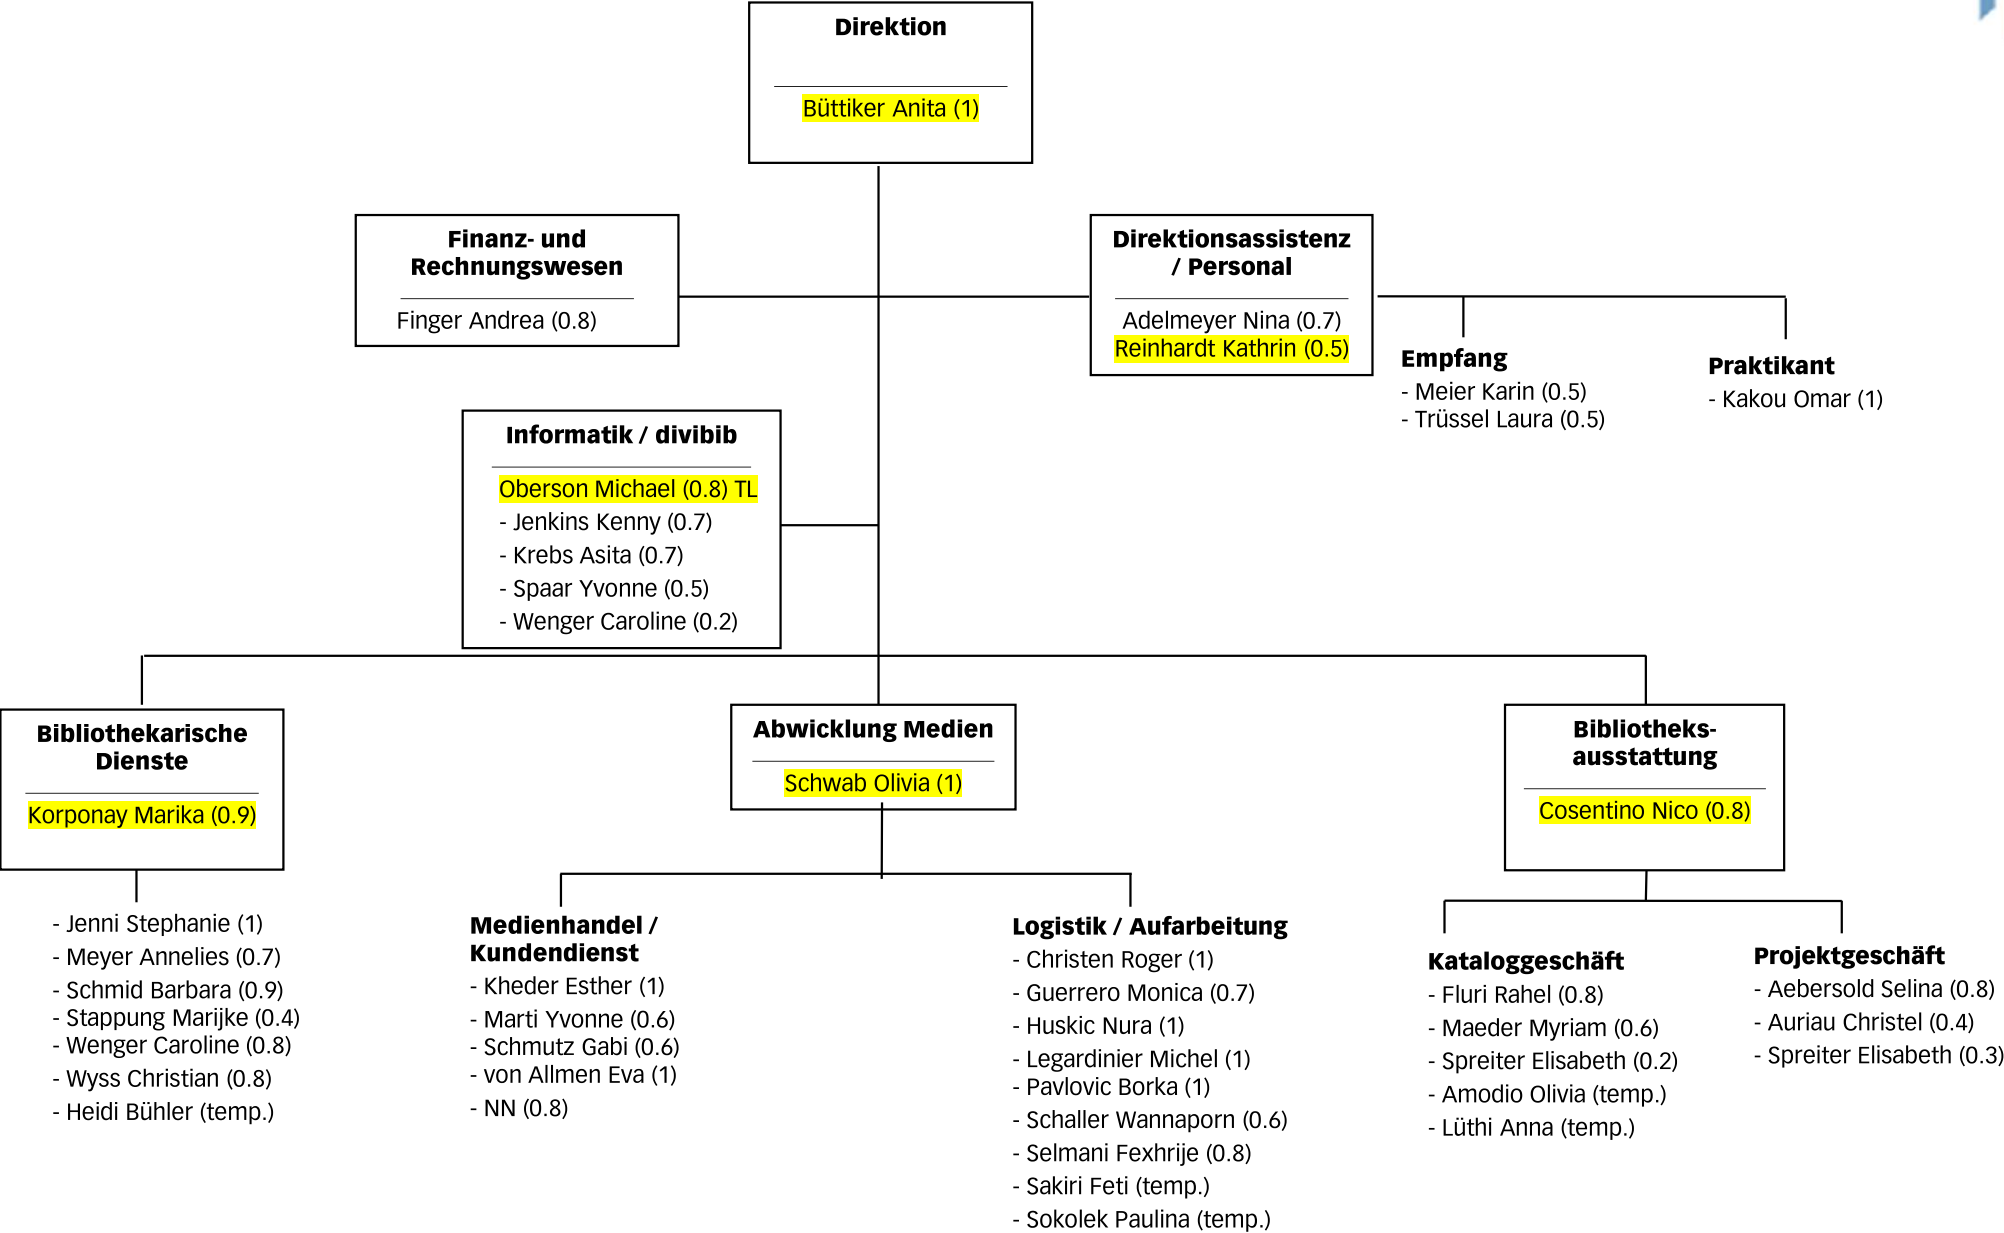 Direktion
Büttiker Anita (1)
Finanz- und
Rechnungswesen
Finger Andrea (0.8)
Direktionsassistenz
/ Personal
Adelmeyer Nina (0.7)
Reinhardt Kathrin (0.5)
Empfang
- Meier Karin (0.5)
- Trüssel Laura (0.5)
Praktikant
- Kakou Omar (1)
Informatik / divibib
Oberson Michael (0.8) TL
- Jenkins Kenny (0.7)
- Krebs Asita (0.7)
- Spaar Yvonne (0.5)
- Wenger Caroline (0.2)
Bibliothekarische
Dienste
Korponay Marika (0.9)
- Jenni Stephanie (1)
- Meyer Annelies (0.7)
- Schmid Barbara (0.9)
- Stappung Marijke (0.4)
- Wenger Caroline (0.8)
- Wyss Christian (0.8)
- Heidi Bühler (temp.)
Abwicklung Medien
Schwab Olivia (1)
Medienhandel /
Kundendienst
- Kheder Esther (1)
- Marti Yvonne (0.6)
- Schmutz Gabi (0.6)
- von Allmen Eva (1)
- NN (0.8)
Logistik / Aufarbeitung
- Christen Roger (1)
- Guerrero Monica (0.7)
- Huskic Nura (1)
- Legardinier Michel (1)
- Pavlovic Borka (1)
- Schaller Wannaporn (0.6)
- Selmani Fexhrije (0.8)
- Sakiri Feti (temp.)
- Sokolek Paulina (temp.)
Bibliotheks-
ausstattung
Cosentino Nico (0.8)
Kataloggeschäft
- Fluri Rahel (0.8)
- Maeder Myriam (0.6)
- Spreiter Elisabeth (0.2)
- Amodio Olivia (temp.)
- Lüthi Anna (temp.)
Projektgeschäft
- Aebersold Selina (0.8)
- Auriau Christel (0.4)
- Spreiter Elisabeth (0.3)